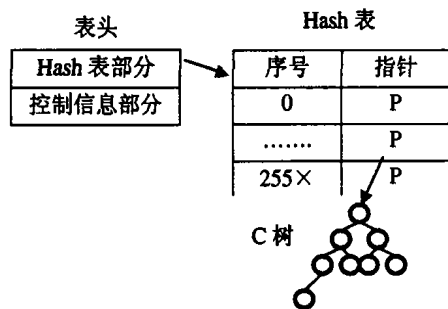 表头
Hash 表
Hash 表部分
控制信息部分
序号 指针
0 P
....... P
255× P
C 树